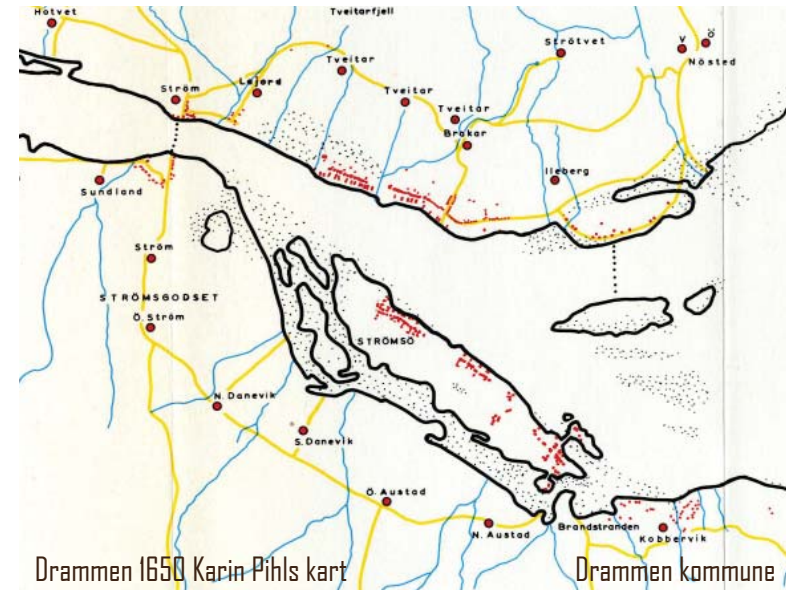 Hotvet
Tveitarfjell
Strötvet
V Ö
Nösted
Tveitar
Ström
Lejord
Tveitar
Tveitar
Brakar
Ileberg
Sundland
Ström
STRÖMSGODSET
Ö. Ström
STRÖMSÖ
N. Danevik
S. Danevik
Ö. Austad
N. Austad
Brandstranden
Kobbervik
Drammen 1650 Karin Pihls kart
Drammen kommune